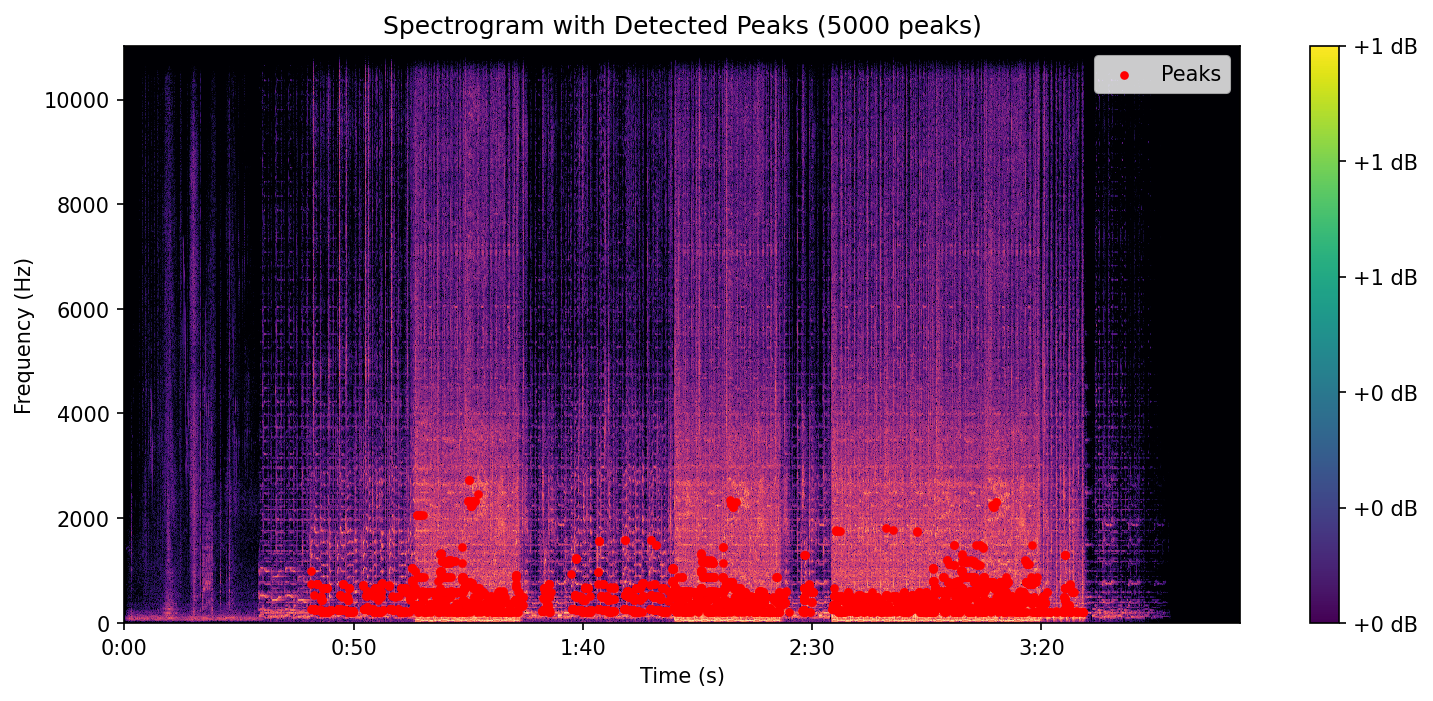 Spectrogram with Detected Peaks (5000 peaks)
Peaks
10000
8000
6000
4000
2000
0
Frequency (Hz)
0:00
0:50
1:40
2:30
3:20
Time (s)
+1 dB
+1 dB
+1 dB
+0 dB
+0 dB
+0 dB